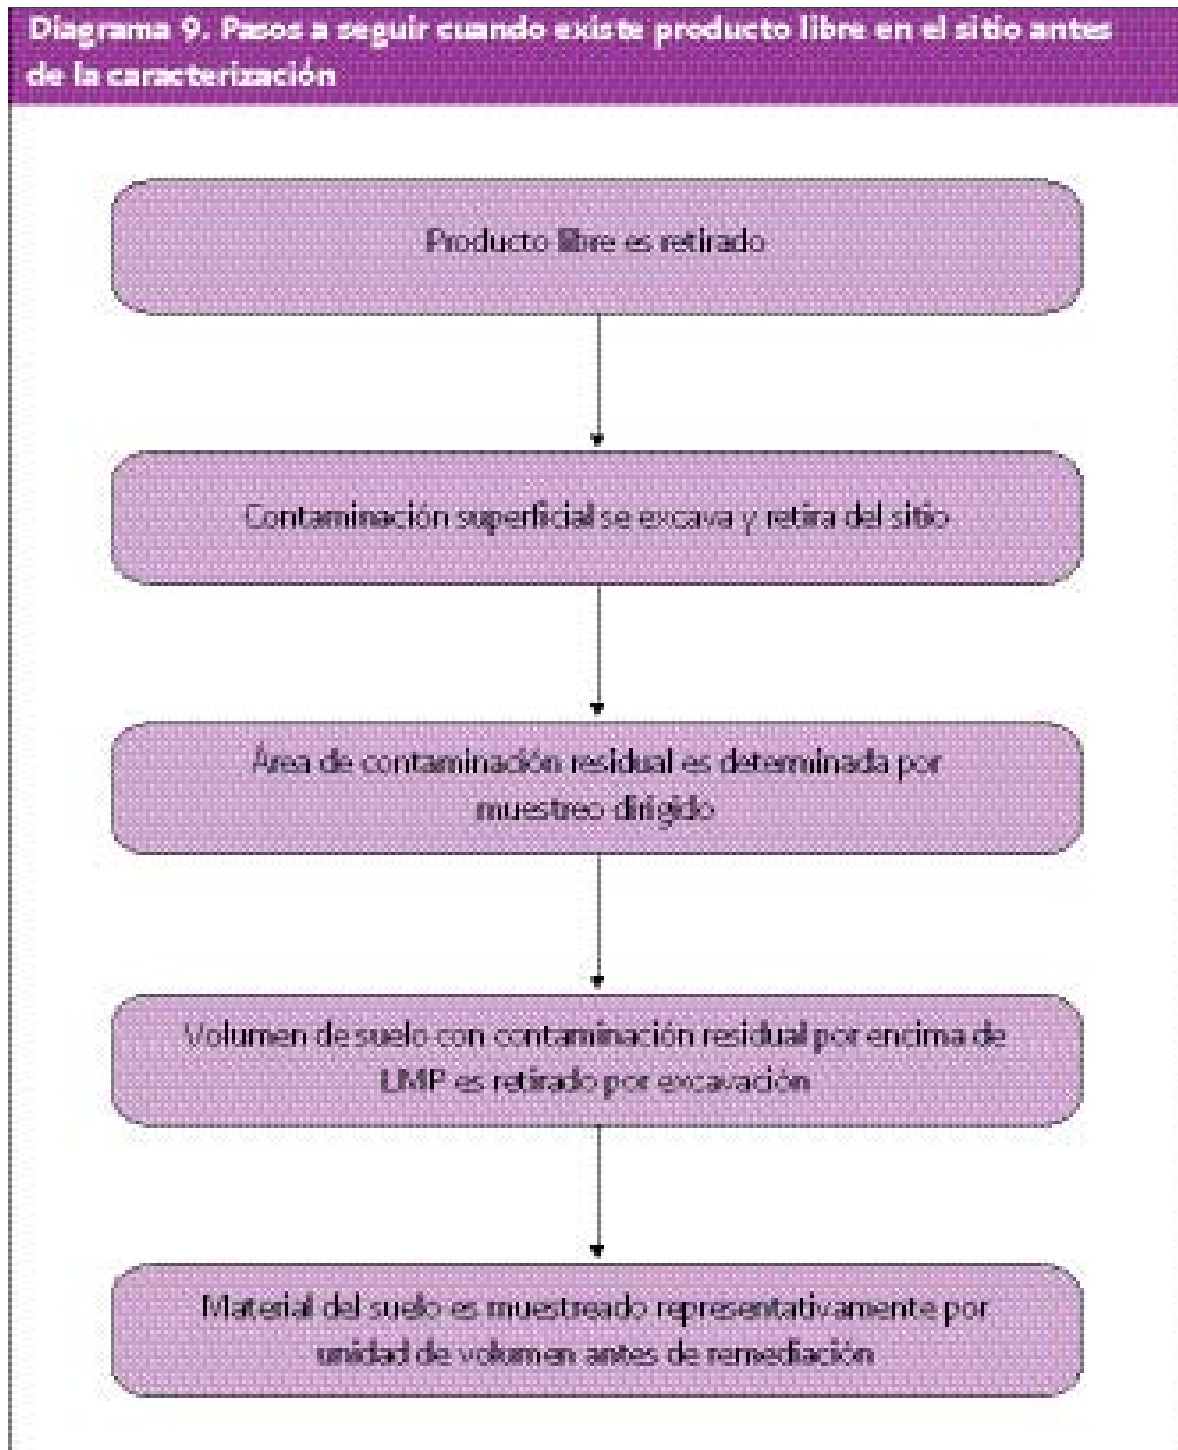 Diagrama 9. Pasos a seguir cuando existe producto libre en el sitio antes
de la caracterización
Producto libre es retirado
Contaminación superficial se excava y retira del sitio
Área de contaminación residual es determinada por
muestreo dirigido
Volumen de suelo con contaminación residual por encima de
LMP es retirado por excavación
Material del suelo es muestreado representativamente por
unidad de volumen antes de remediación